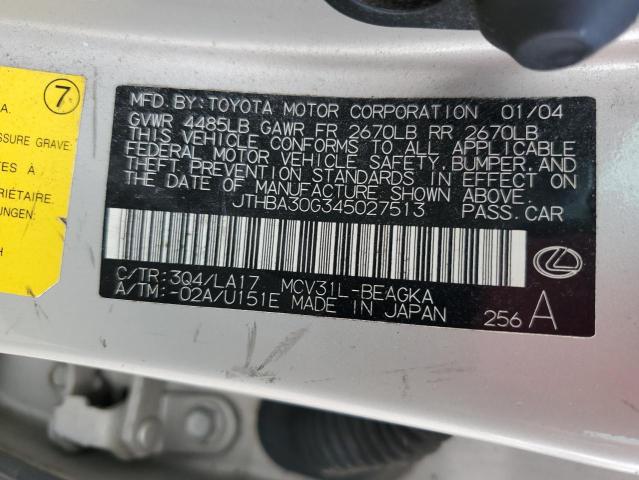 7
A.
SSURE GRAVE
TES À
RIÉTAIRE.
UNGEN:
H
MFD.BY:TOYOTA MOTOR CORPORATION 01/04
GVWR 4485LB GAWR FR 2670LB RR 2670LB
THIS VEHICLE CONFORMS TO ALL APPLICABLE
FEDERAL MOTOR VEHICLE SAFETY,BUMPER,AND
THEFT PREVENTION STANDARDS IN EFFECT ON
THE DATE OF MANUFACTURE SHOWN ABOVE.
JTHBA30G345027513 PASS.CAR
C/TR:3Q4/LA17 MCV31L-BEAGKA
A/TM:-02A/U151E MADE IN JAPAN
256 A